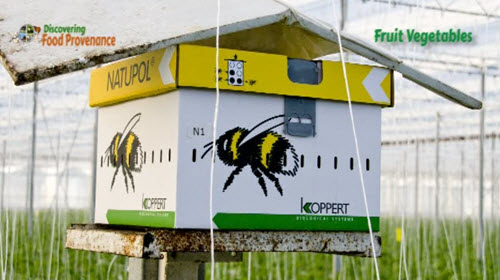 Discovering
Food Provenance
Fruit Vegetables
NATUPOL
N1
KOPPERT
BIOLOGICAL SYSTEMS
KOPPERT